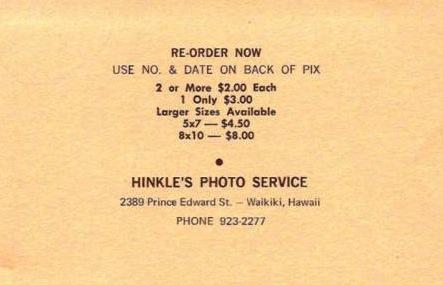 RE-ORDER NOW
USE NO. & DATE ON BACK OF PIX
2 or More $2.00 Each
1 Only $3.00
Larger Sizes Available
5x7 — $4.50
8x10 — $8.00
●
HINKLE'S PHOTO SERVICE
2389 Prince Edward St. – Waikiki, Hawaii
PHONE 923-2277